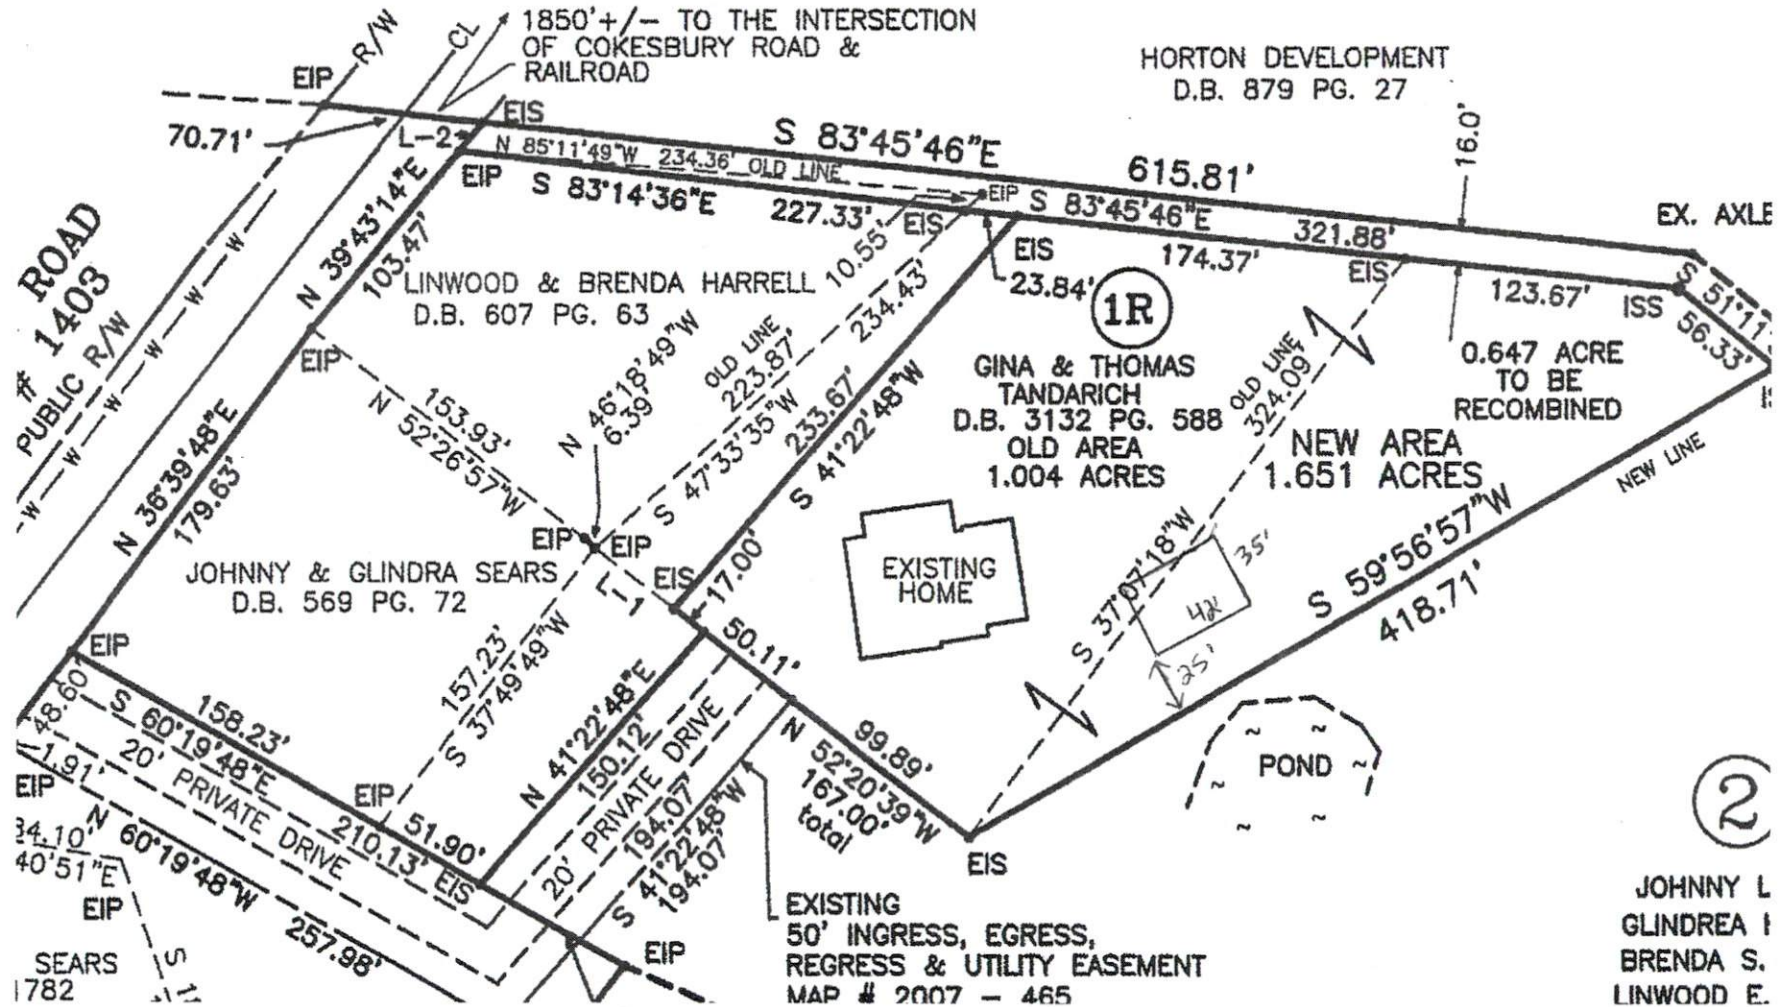 1850'+/- TO THE INTERSECTION
OF COKESBURY ROAD &
RAILROAD
HORTON DEVELOPMENT
D.B. 879 PG. 27
R/W
CL
EIP
EIS
70.71'
L-2
S 83°45'46"E
615.81'
16.0'
N 85°11'49"W 234.36' OLD LINE
EIP
S 83°14'36"E
227.33'
EIS
EIP
S 83°45'46"E
321.88'
EX. AXLE
ROAD
# 1403
PUBLIC R/W
W W W W W W W
N 39°43'14"E
103.47'
LINWOOD & BRENDA HARRELL
D.B. 607 PG. 63
10.55'
234.43'
EIS
23.84'
174.37'
EIS
123.67'
ISS
S 51°11'
56.33'
1R
GINA & THOMAS
TANDARICH
D.B. 3132 PG. 588
OLD AREA
1.004 ACRES
OLD LINE
324.09'
0.647 ACRE
TO BE
RECOMBINED
NEW AREA
1.651 ACRES
NEW LINE
EIP
153.93'
N 52°26'57"W
N 46°18'49"W
6.39'
OLD LINE
223.87'
S 47°33'35"W
233.67'
S 41°22'48"W
N 36°39'48"E
179.63'
EIP
EIP
JOHNNY & GLINDRA SEARS
D.B. 569 PG. 72
L-1
EIS
17.00'
EXISTING
HOME
S 37°07'18"W
35'
42'
25'
S 59°56'57"W
418.71'
EIP
48.60'
S 60°19'48"E
158.23'
157.23'
S 37°49'49"W
50.11'
N 41°22'48"E
150.12'
20' PRIVATE DRIVE
194.07'
S 41°22'48"W
194.07'
99.89'
N 52°20'39"W
167.00'
total
EIS
POND
2
1.91'
EIP
20' PRIVATE DRIVE
210.13'
EIP
51.90'
EIS
N 60°19'48"W
257.98'
34.10'
40'51"E
EIP
SEARS
1782
EIP
EXISTING
50' INGRESS, EGRESS,
REGRESS & UTILITY EASEMENT
MAP # 2007 - 465
JOHNNY L
GLINDREA
BRENDA S.
LINWOOD E.